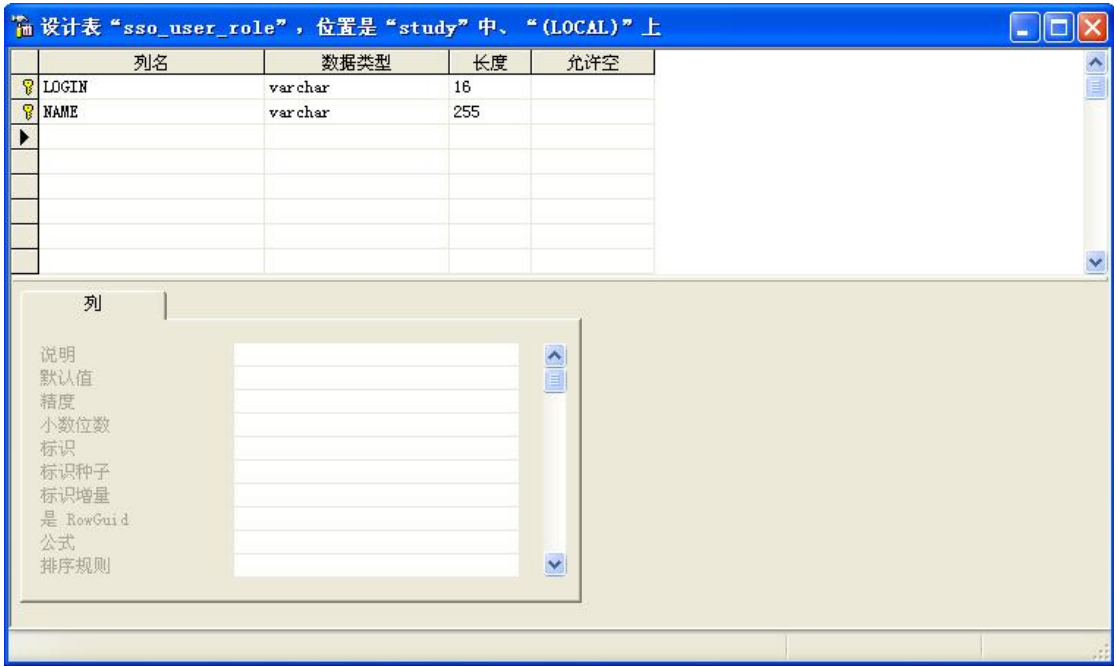 设计表“sso_user_role”，位置是“study”中、“(LOCAL)”上
列名 数据类型 长度 允许空
LOGIN varchar 16
NAME varchar 255
列
说明
默认值
精度
小数位数
标识
标识种子
标识增量
是 RowGuid
公式
排序规则